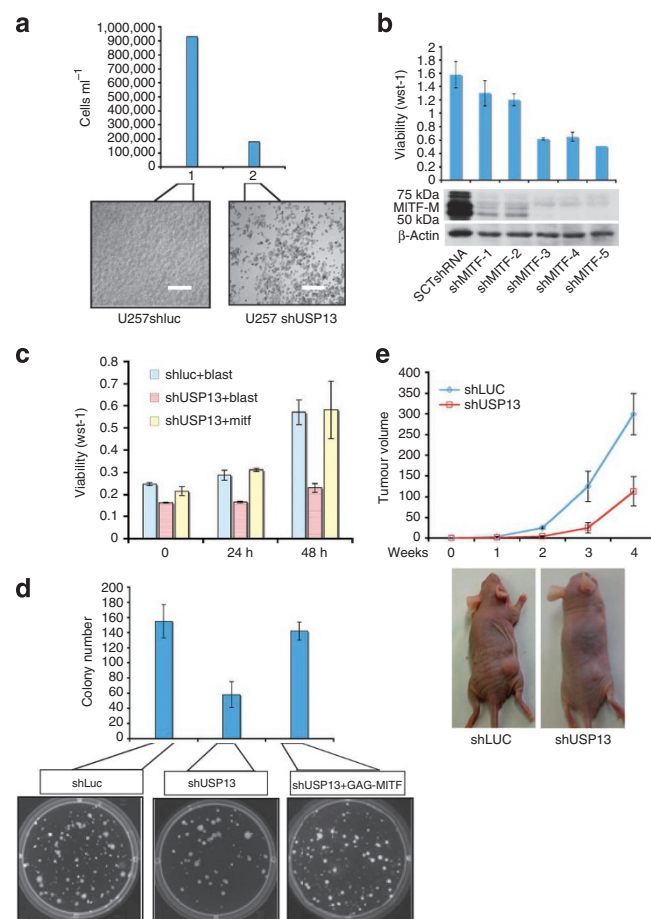 a
1,000,000
900,000
800,000
700,000
600,000
500,000
400,000
300,000
200,000
100,000
0
Cells ml⁻¹
1 2
U257shluc U257 shUSP13
b
2
1.8
1.6
1.4
1.2
1
0.8
0.6
0.4
0.2
0
Viability (wst-1)
75 kDa
MITF-M
50 kDa
β-Actin
SCTshRNA
shMITF-1
shMITF-2
shMITF-3
shMITF-4
shMITF-5
c
0.8
0.7
0.6
0.5
0.4
0.3
0.2
0.1
0
Viability (wst-1)
shluc+blast
shUSP13+blast
shUSP13+mitf
0 24 h 48 h
e
400
350
300
250
200
150
100
50
0
Tumour volume
shLUC
shUSP13
Weeks 0 1 2 3 4
shLUC shUSP13
d
200
180
160
140
120
100
80
60
40
20
0
Colony number
shLuc shUSP13 shUSP13+GAG-MITF